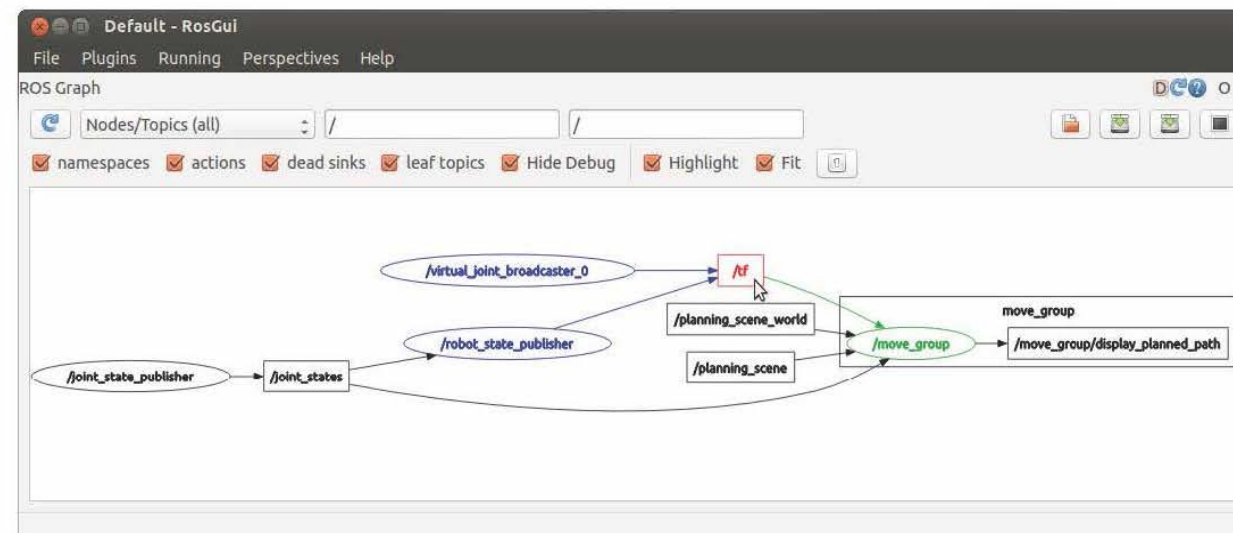 Default - RosGui
File Plugins Running Perspectives Help
ROS Graph
D O
Nodes/Topics (all) / /
namespaces actions dead sinks leaf topics Hide Debug Highlight Fit
/virtual_joint_broadcaster_0 /tf
/planning_scene_world move_group
/robot_state_publisher /move_group /move_group/display_planned_path
/planning_scene
/joint_state_publisher /joint_states